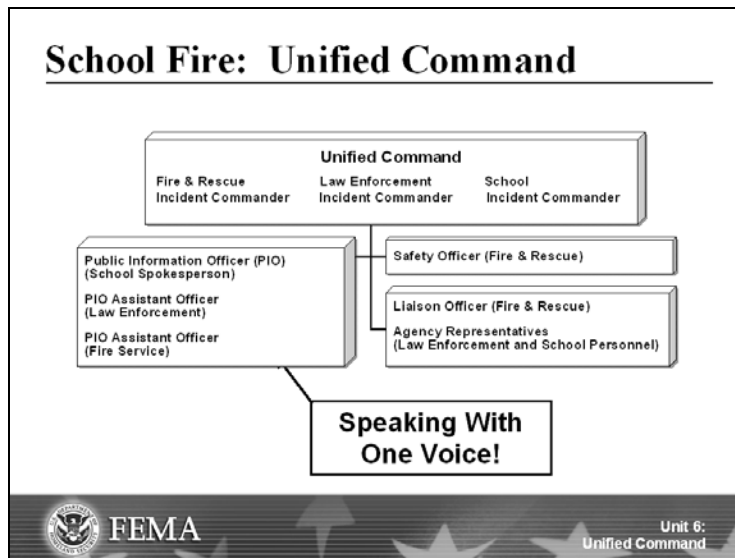 School Fire: Unified Command
Unified Command
Fire & Rescue
Incident Commander
Law Enforcement
Incident Commander
School
Incident Commander
Public Information Officer (PIO)
(School Spokesperson)
PIO Assistant Officer
(Law Enforcement)
PIO Assistant Officer
(Fire Service)
Safety Officer (Fire & Rescue)
Liaison Officer (Fire & Rescue)
Agency Representatives
(Law Enforcement and School Personnel)
Speaking With
One Voice!
FEMA
Unit 6:
Unified Command